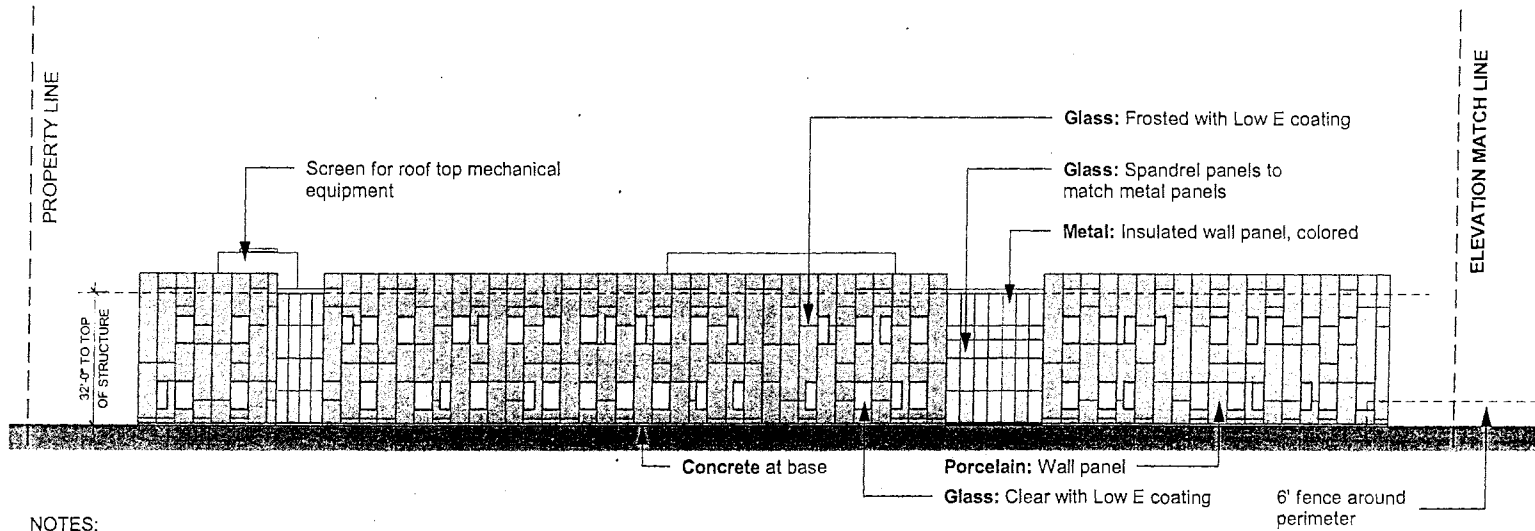 PROPERTY LINE
Screen for roof top mechanical
equipment
32'-0" TO TOP
OF STRUCTURE
Glass: Frosted with Low E coating
Glass: Spandrel panels to
match metal panels
Metal: Insulated wall panel, colored
ELEVATION MATCH LINE
Concrete at base
Porcelain: Wall panel
Glass: Clear with Low E coating
6' fence around
perimeter
NOTES: